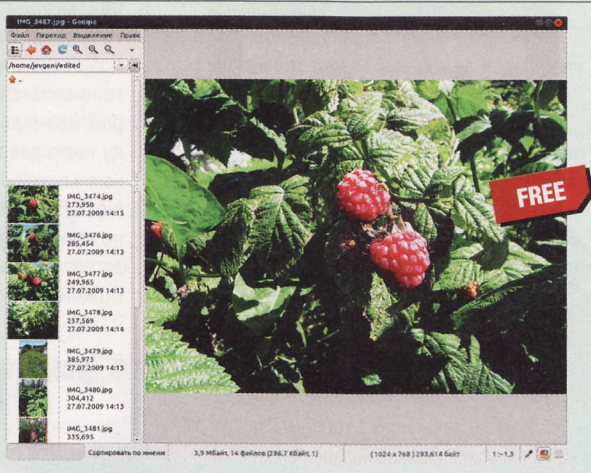 IMG_3487.jpg - Geeqie
Файл Переход Выделение Правк
/home/jevgeni/edited
..
IMG_3474.jpg
273,950
27.07.2009 14:15
IMG_3476.jpg
285,454
27.07.2009 14:13
IMG_3477.jpg
249,965
27.07.2009 14:13
IMG_3478.jpg
257,569
27.07.2009 14:14
IMG_3479.jpg
385,973
27.07.2009 14:13
IMG_3480.jpg
304,412
27.07.2009 14:13
IMG_3481.jpg
335,695
FREE
Сортировать по имени
3,9 Мбайт, 14 файлов (286,7 Кбайт, 1)
(1024 x 768) 293,614 байт
1:-1,3